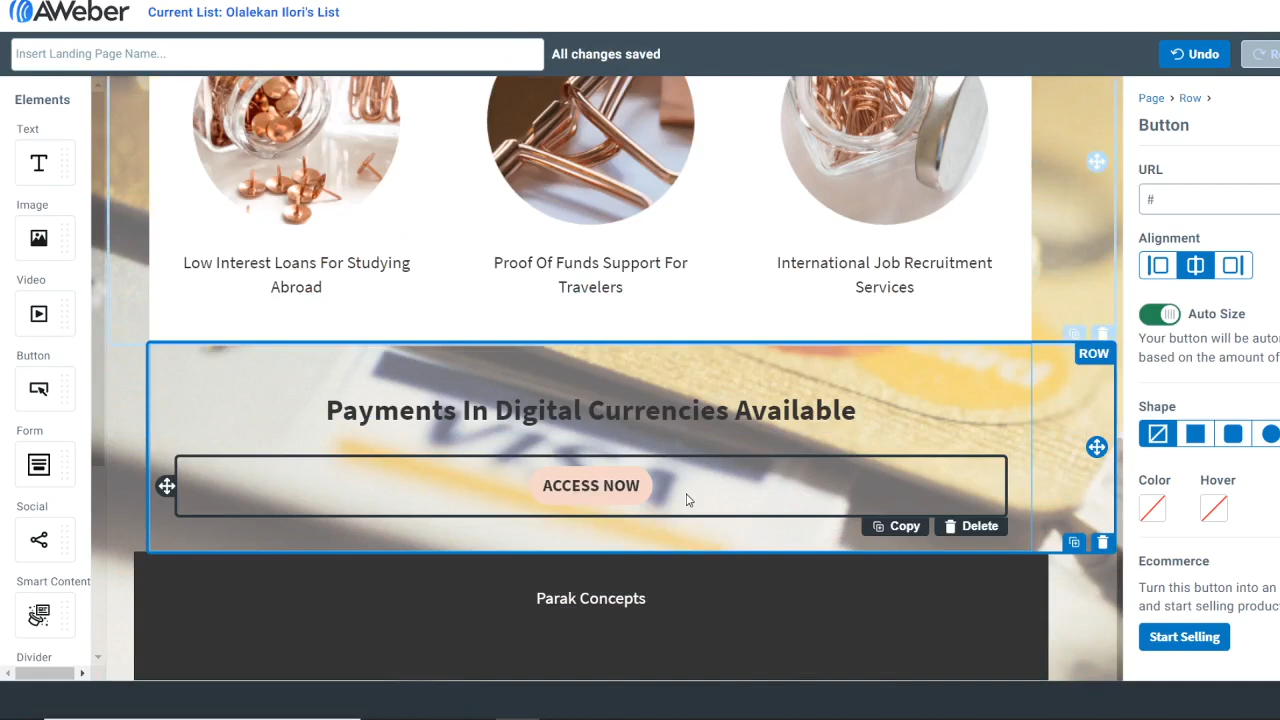 AWeber
Current List: Olalekan Ilori's List
Insert Landing Page Name...
All changes saved
Undo
Elements
Text
Image
Video
Button
Form
Social
Smart Content
Divider
Low Interest Loans For Studying
Abroad
Proof Of Funds Support For
Travelers
International Job Recruitment
Services
ROW
Payments In Digital Currencies Available
ACCESS NOW
Copy
Delete
Parak Concepts
Page > Row >
Button
URL
#
Alignment
Auto Size
Your button will be
based on the amount of
Shape
Color
Hover
Ecommerce
Turn this button into an
and start selling
Start Selling